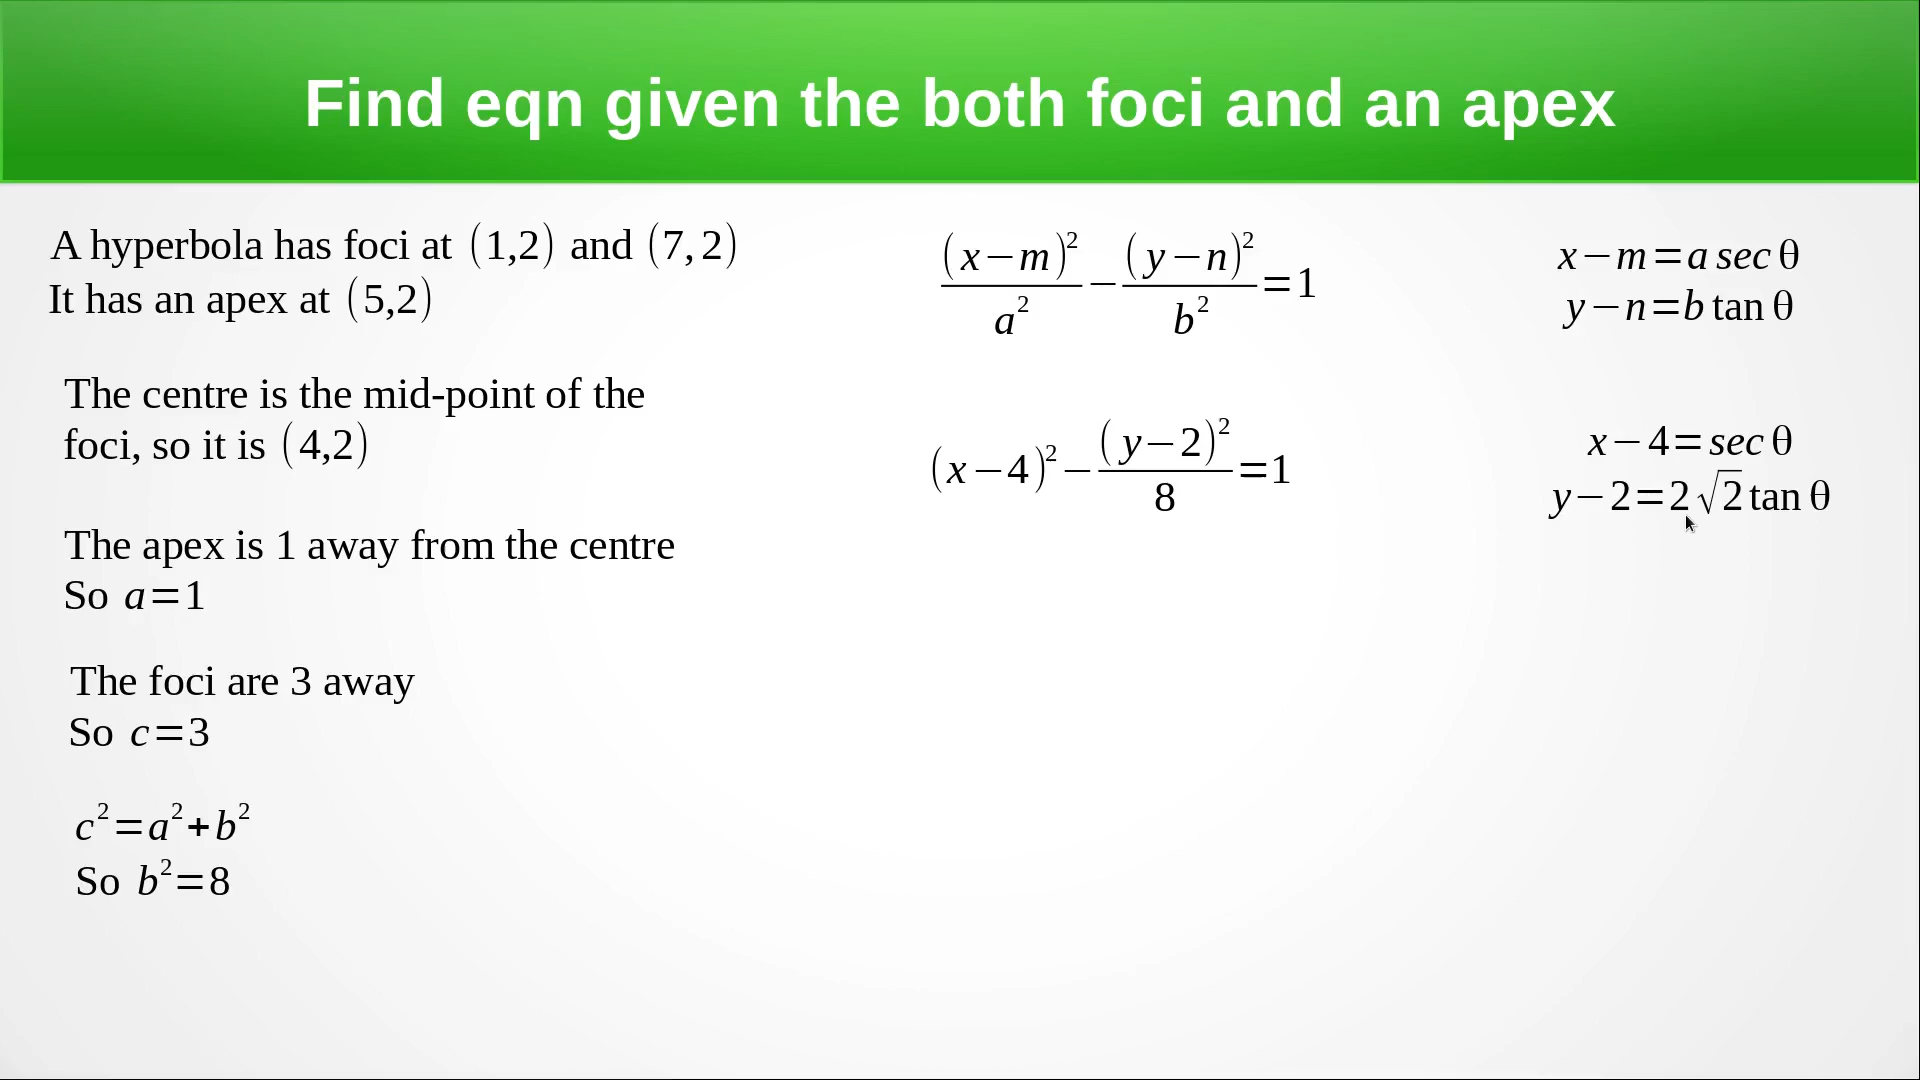 Find eqn given the both foci and an apex
A hyperbola has foci at (1,2) and (7,2)
It has an apex at (5,2)
The centre is the mid-point of the
foci, so it is (4,2)
The apex is 1 away from the centre
So a=1
The foci are 3 away
So c=3
c²=a²+b²
So b²=8
(x−m)²/a² − (y−n)²/b² =1
(x−4)² − (y−2)²/8 =1
x−m=a sec θ
y−n=b tan θ
x−4=sec θ
y−2=2√2 tan θ